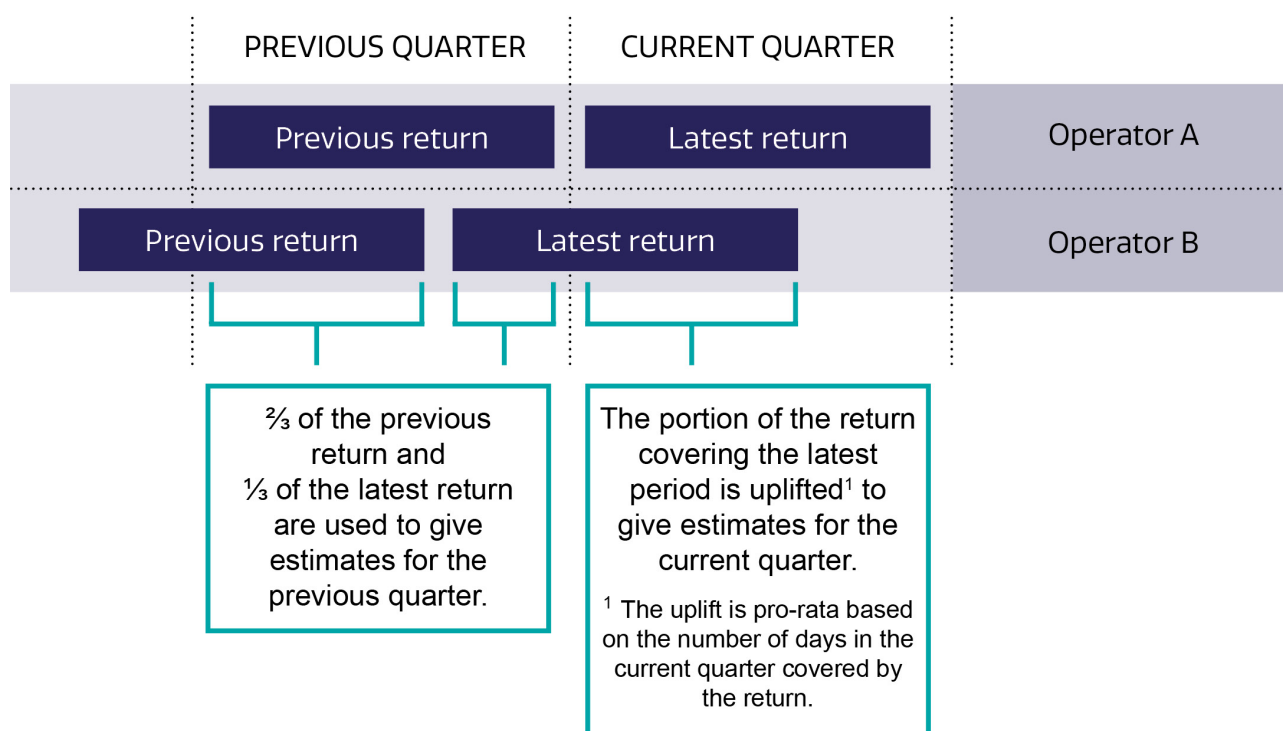 PREVIOUS QUARTER
CURRENT QUARTER
Previous return
Latest return
Operator A
Previous return
Latest return
Operator B
⅔ of the previous
return and
⅓ of the latest return
are used to give
estimates for the
previous quarter.
The portion of the return
covering the latest
period is uplifted¹ to
give estimates for the
current quarter.
¹ The uplift is pro-rata based
on the number of days in the
current quarter covered by
the return.